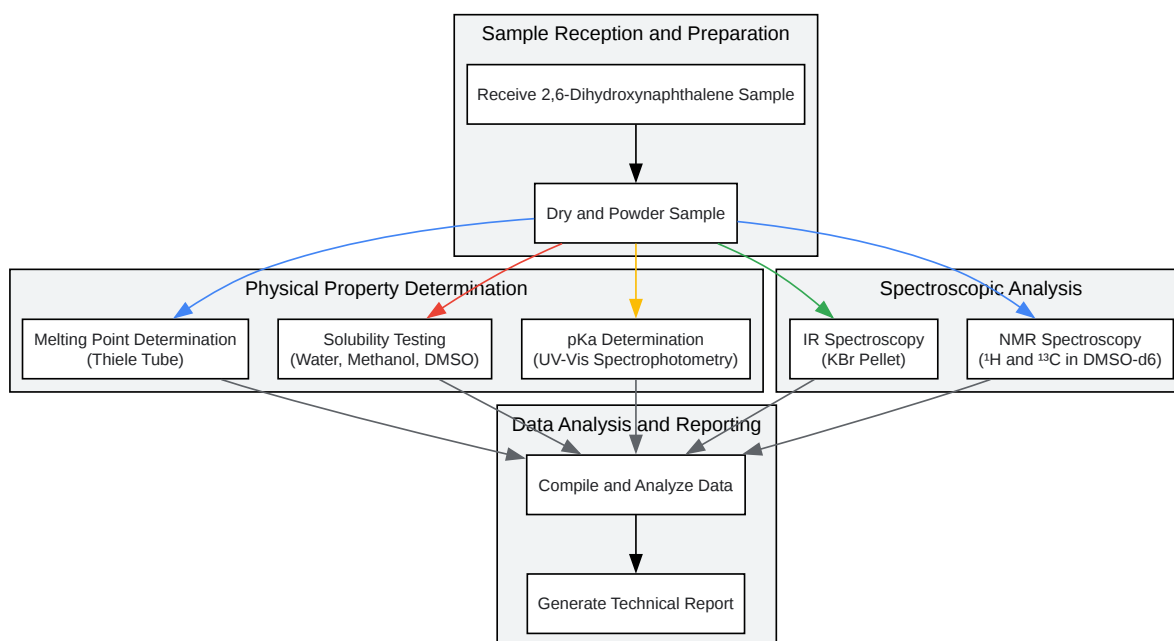 Sample Reception and Preparation
Receive 2,6-Dihydroxynaphthalene Sample
Dry and Powder Sample
Physical Property Determination
Spectroscopic Analysis
Melting Point Determination
(Thiele Tube)
Solubility Testing
(Water, Methanol, DMSO)
pKa Determination
(UV-Vis Spectrophotometry)
IR Spectroscopy
(KBr Pellet)
NMR Spectroscopy
(¹H and ¹³C in DMSO-d6)
Data Analysis and Reporting
Compile and Analyze Data
Generate Technical Report